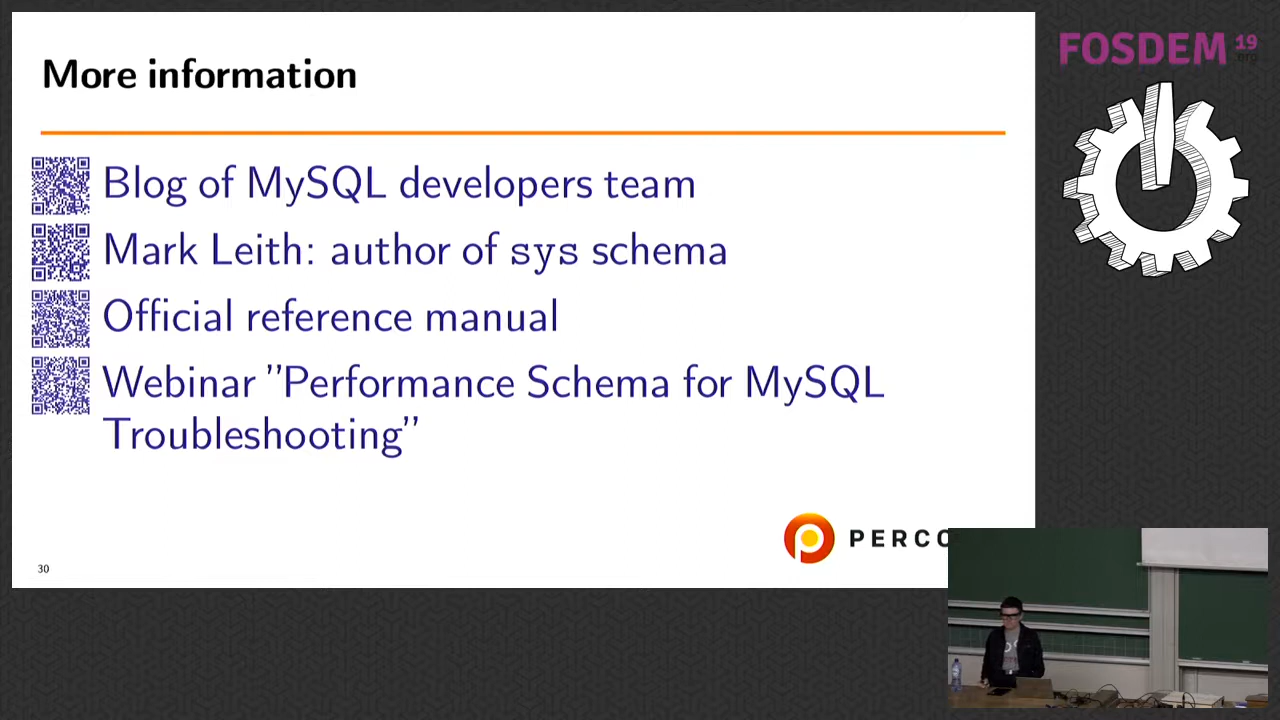 More information
FOSDEM 19
.org
Blog of MySQL developers team
Mark Leith: author of sys schema
Official reference manual
Webinar ”Performance Schema for MySQL
Troubleshooting”
PERCO
30